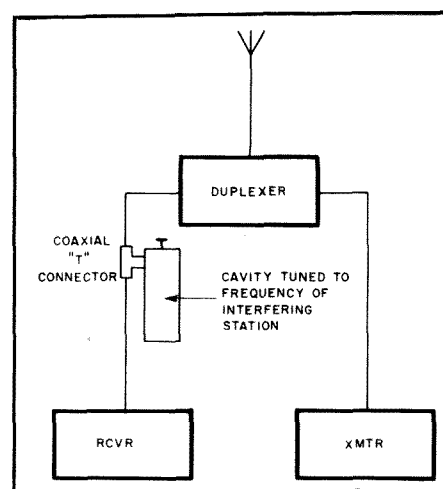 DUPLEXER
COAXIAL
"T"
CONNECTOR
CAVITY TUNED TO
FREQUENCY OF
INTERFERING
STATION
RCVR
XMTR